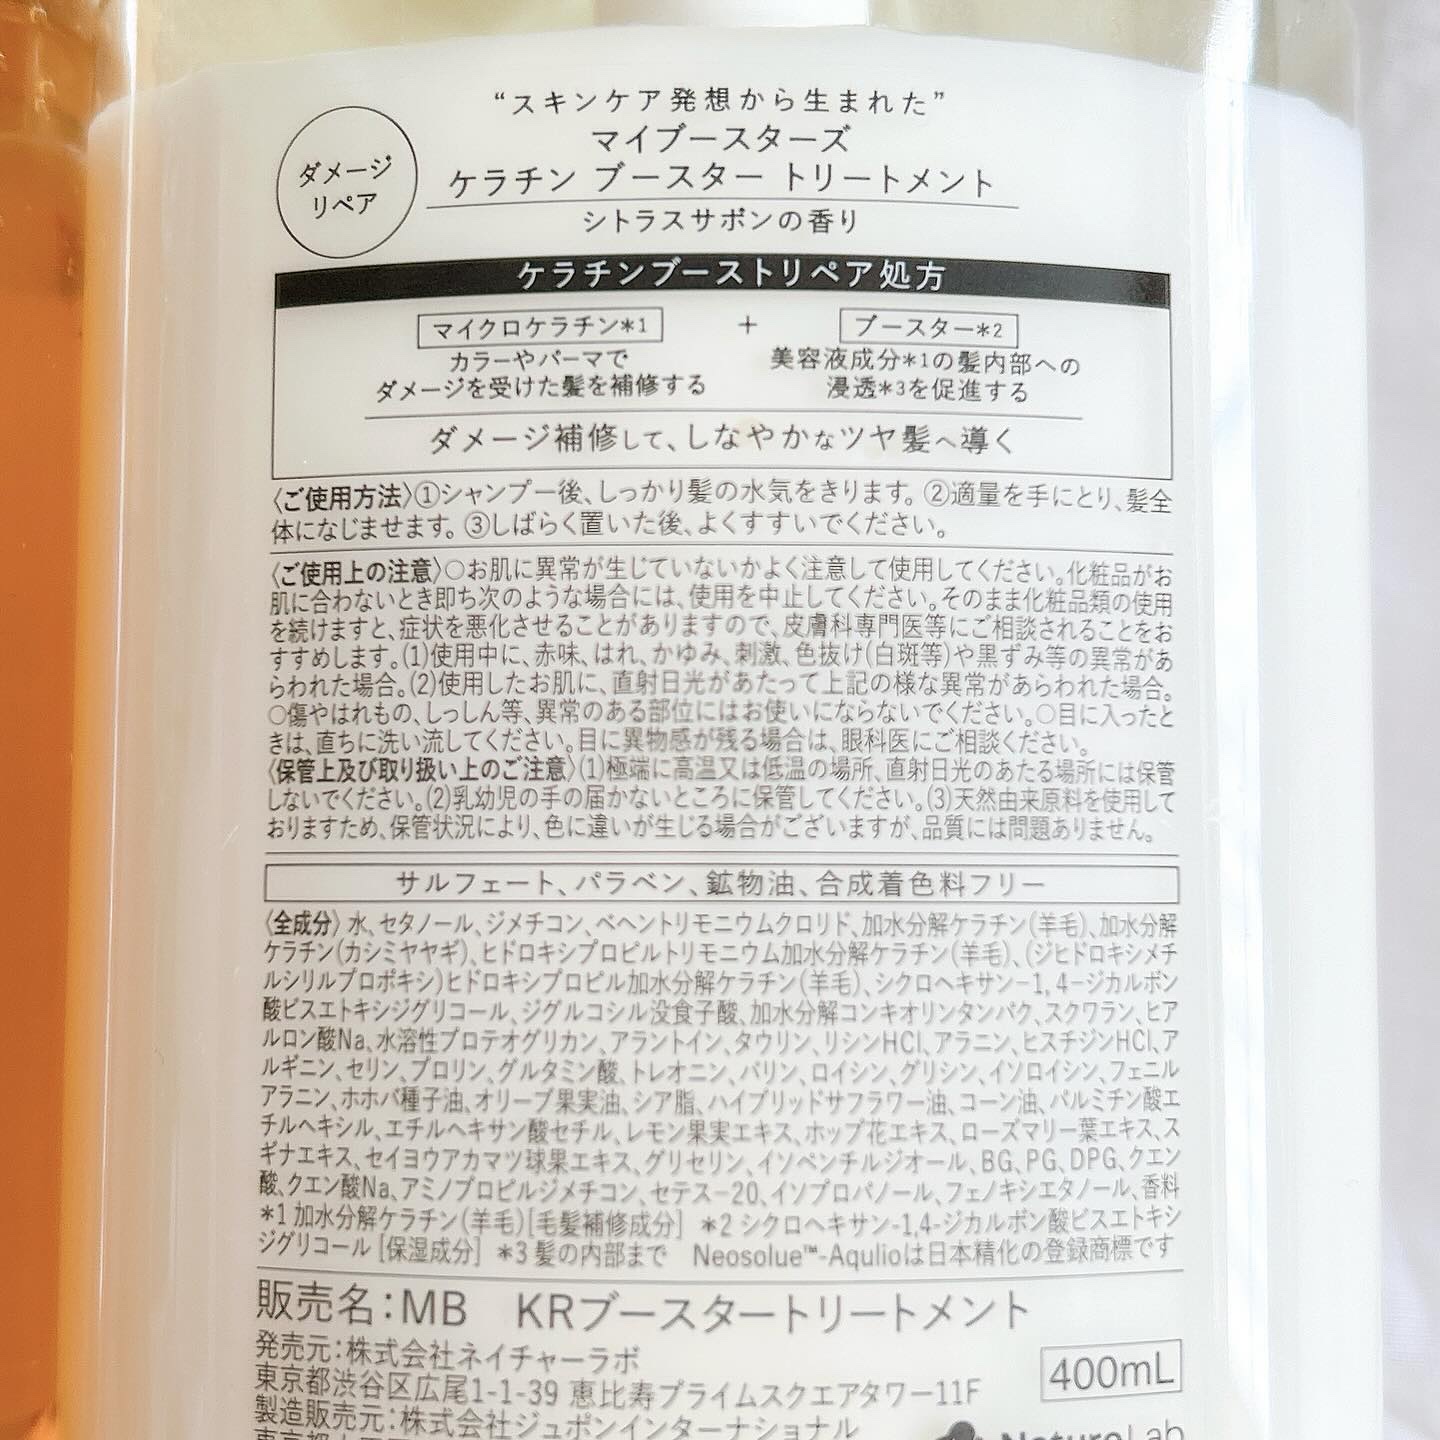 “スキンケア発想から生まれた”
マイブースターズ
ケラチン ブースター トリートメント
シトラスサボンの香り
ダメージ
リペア
ケラチンブーストリペア処方
マイクロケラチン*1 + ブースター*2
カラーやパーマで
ダメージを受けた髪を補修する
美容液成分*1の髪内部への
浸透*3を促進する
ダメージ補修して、しなやかなツヤ髪へ導く
〈ご使用方法〉①シャンプー後、しっかり髪の水気をきります。②適量を手にとり、髪全
体になじませます。③しばらく置いた後、よくすすいでください。
〈ご使用上の注意〉○お肌に異常が生じていないかよく注意して使用してください。化粧品がお
肌に合わないとき即ち次のような場合には、使用を中止してください。そのまま化粧品類の使用
を続けますと、症状を悪化させることがありますので、皮膚科専門医等にご相談されることをお
すすめします。(1)使用中に、赤味、はれ、かゆみ、刺激、色抜け(白斑等)や黒ずみ等の異常があ
らわれた場合。(2)使用したお肌に、直射日光があたって上記の様な異常があらわれた場合。
○傷やはれもの、しっしん等、異常のある部位にはお使いにならないでください。○目に入ったと
きは、直ちに洗い流してください。目に異物感が残る場合は、眼科医にご相談ください。
〈保管上及び取り扱い上のご注意〉(1)極端に高温又は低温の場所、直射日光のあたる場所には保管
しないでください。(2)乳幼児の手の届かないところに保管してください。(3)天然由来原料を使用して
おりますため、保管状況により、色に違いが生じる場合がございますが、品質には問題ありません。
サルフェート、パラベン、鉱物油、合成着色料フリー
〈全成分〉水、セタノール、ジメチコン、ベヘントリモニウムクロリド、加水分解ケラチン(羊毛)、加水分解
ケラチン(カシミヤヤギ)、ヒドロキシプロピルトリモニウム加水分解ケラチン(羊毛)、(ジヒドロキシメチ
ルシリルプロポキシ)ヒドロキシプロピル加水分解ケラチン(羊毛)、シクロヘキサン-1,4-ジカルボン
酸ビスエトキシジグリコール、ジグルコシル没食子酸、加水分解コンキオリンタンパク、スクワラン、ヒア
ルロン酸Na、水溶性プロテオグリカン、アラントイン、タウリン、リシンHCl、アラニン、ヒスチジンHCl、ア
ルギニン、セリン、プロリン、グルタミン酸、トレオニン、バリン、ロイシン、グリシン、イソロイシン、フェニル
アラニン、ホホバ種子油、オリーブ果実油、シア脂、ハイブリッドサフラワー油、コーン油、パルミチン酸エ
チルヘキシル、エチルヘキサン酸セチル、レモン果実エキス、ホップ花エキス、ローズマリー葉エキス、ス
ギナエキス、セイヨウアカマツ球果エキス、グリセリン、イソペンチルジオール、BG、PG、DPG、クエン
酸、クエン酸Na、アミノプロピルジメチコン、セテス-20、イソプロパノール、フェノキシエタノール、香料
*1 加水分解ケラチン(羊毛)[毛髪補修成分] *2 シクロヘキサン-1,4-ジカルボン酸ビスエトキシ
ジグリコール [保湿成分] *3 髪の内部まで Neosolue™-Aqulioは日本精化の登録商標です
販売名：MB KRブースタートリートメント
発売元：株式会社ネイチャーラボ
東京都渋谷区広尾1-1-39 恵比寿プライムスクエアタワー11F
製造販売元：株式会社ジュポンインターナショナル
400mL
NatureLab